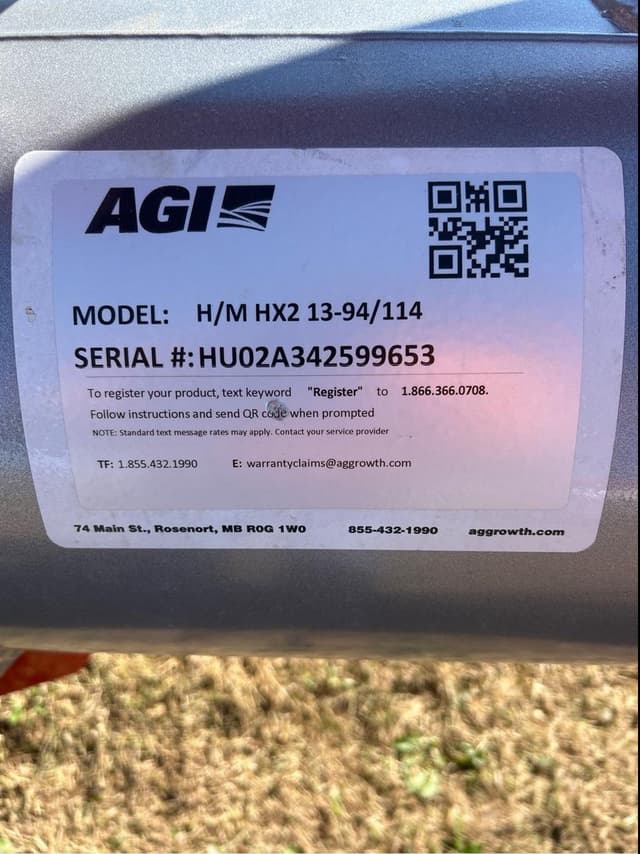 AGI
MODEL: H/M HX2 13-94/114
SERIAL #: HU02A342599653
To register your product, text keyword "Register" to 1.866.366.0708.
Follow instructions and send QR code when prompted
NOTE: Standard text message rates may apply. Contact your service provider
TF: 1.855.432.1990 E: warrantyclaims@aggrowth.com
74 Main St., Rosenort, MB R0G 1W0 855-432-1990 aggrowth.com